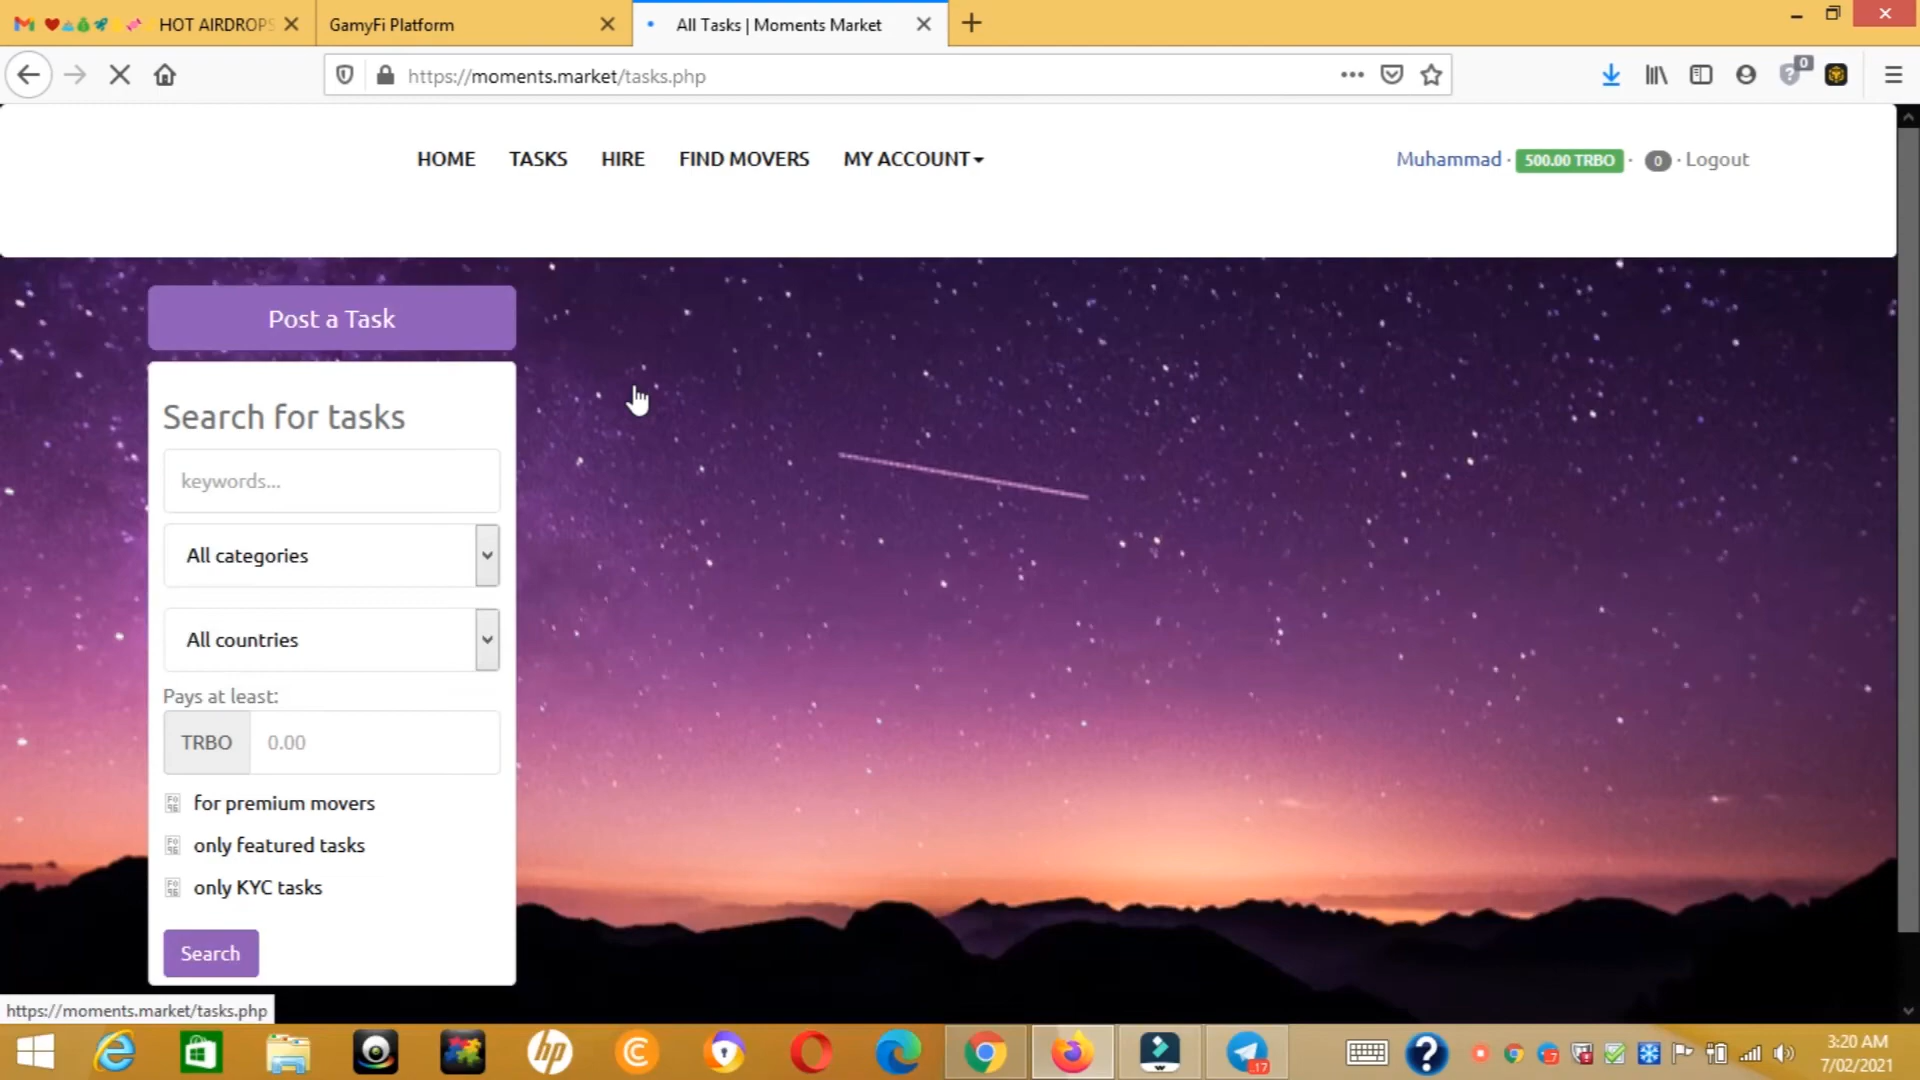 HOT AIRDROPS
GamyFi Platform
All Tasks | Moments Market
https://moments.market/tasks.php
0
HOME TASKS HIRE FIND MOVERS MY ACCOUNT
Muhammad · 500.00 TRBO · 0 · Logout
Post a Task
Search for tasks
keywords...
All categories
All countries
Pays at least:
TRBO 0.00
for premium movers
only featured tasks
only KYC tasks
Search
https://moments.market/tasks.php
hp
17
3:20 AM
7/02/2021